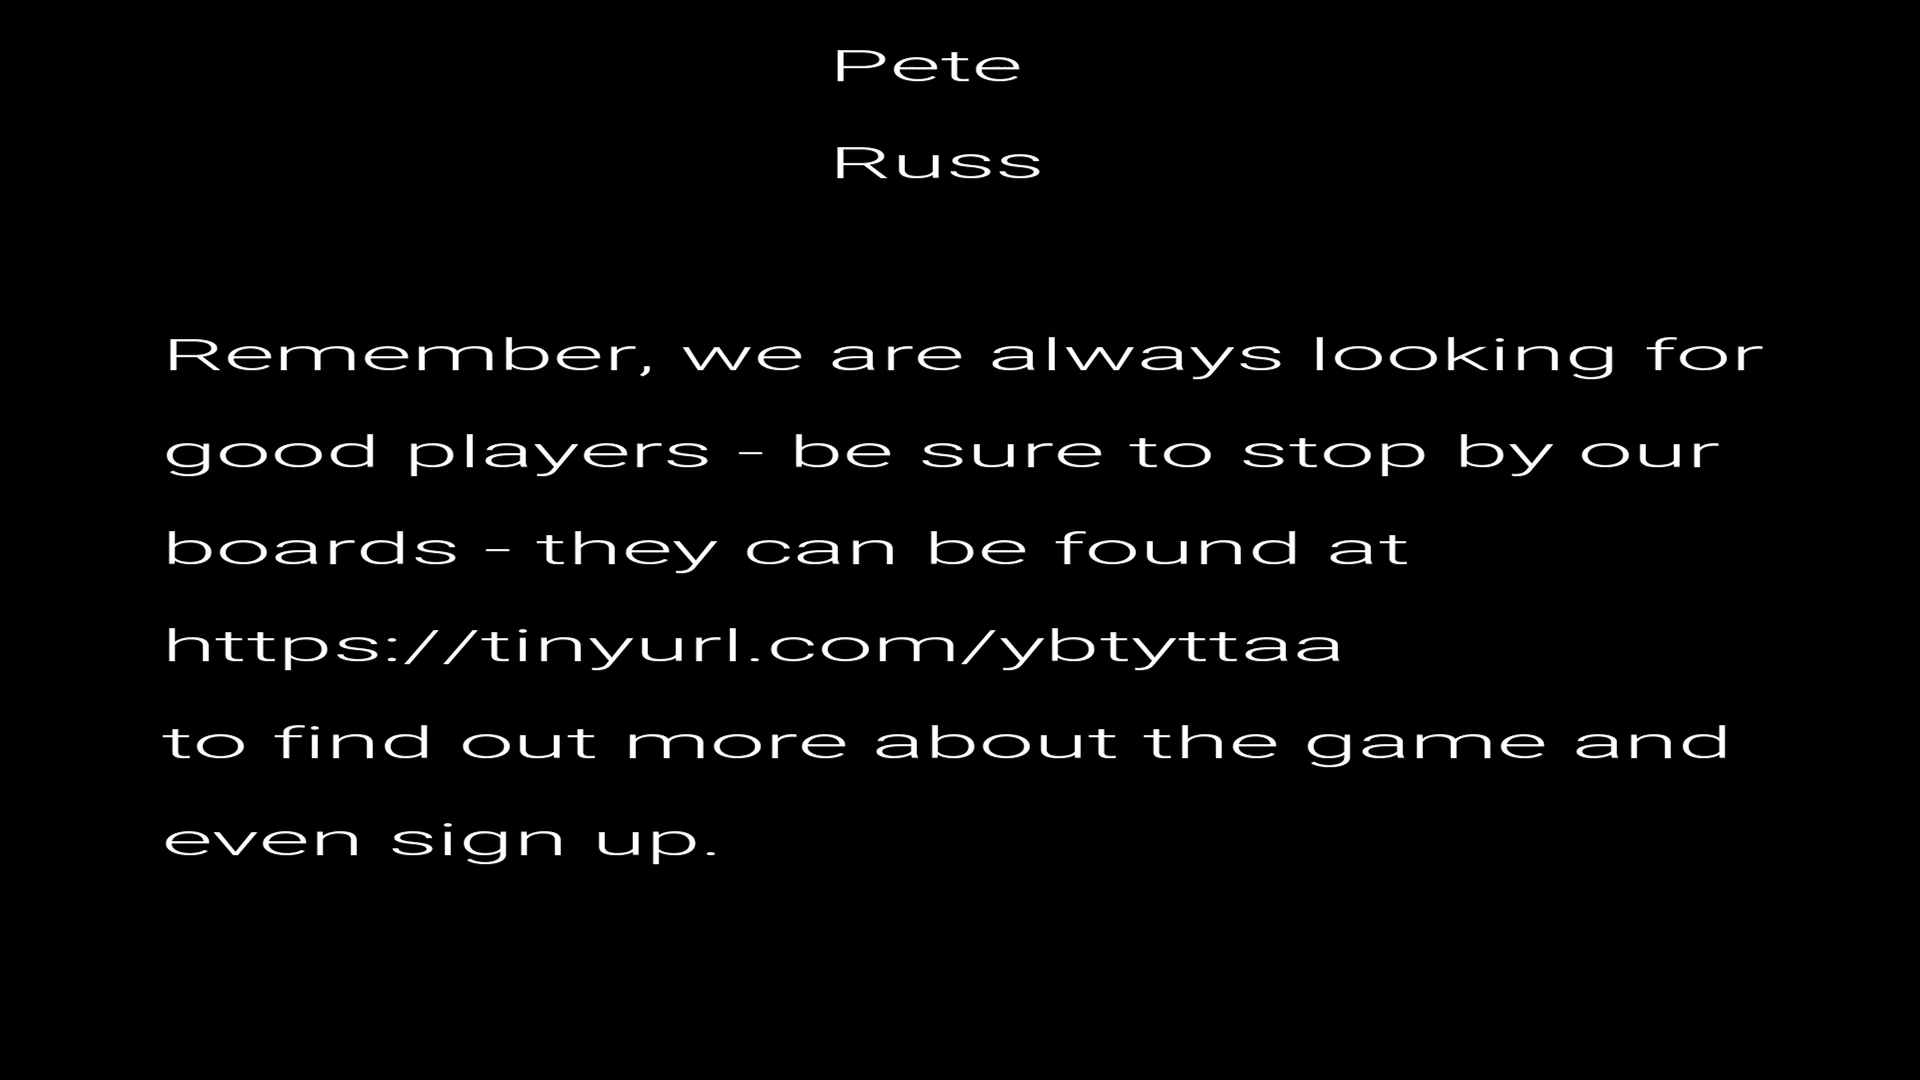 Pete
Russ
Remember, we are always looking for
good players - be sure to stop by our
boards - they can be found at
https://tinyurl.com/ybtyttaa
to find out more about the game and
even sign up.